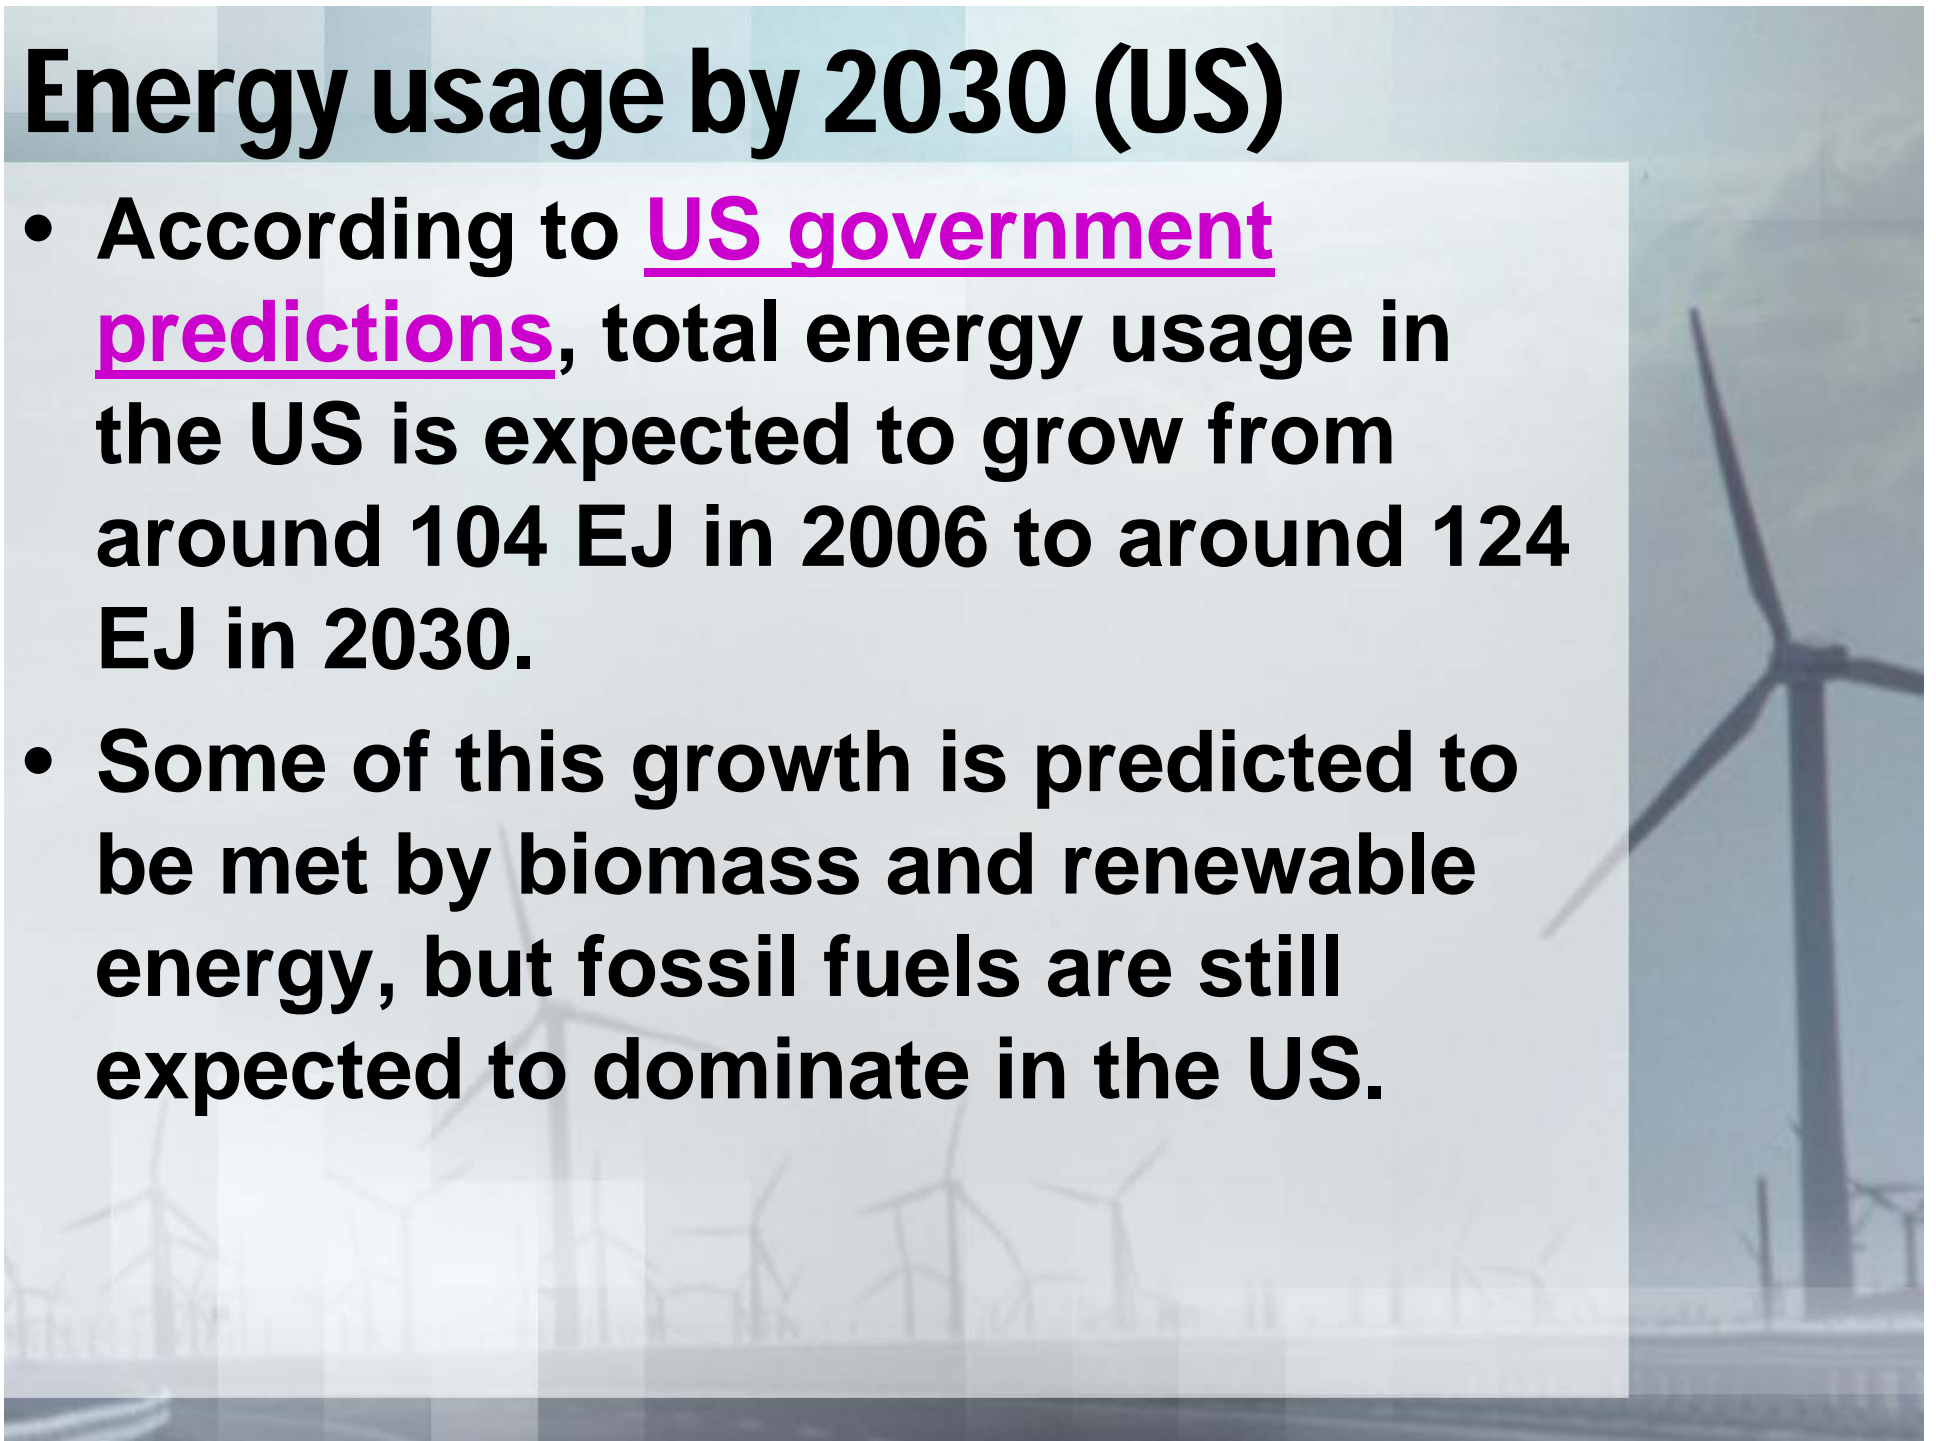 Energy usage by 2030 (US)
• According to US government
predictions, total energy usage in
the US is expected to grow from
around 104 EJ in 2006 to around 124
EJ in 2030.
• Some of this growth is predicted to
be met by biomass and renewable
energy, but fossil fuels are still
expected to dominate in the US.